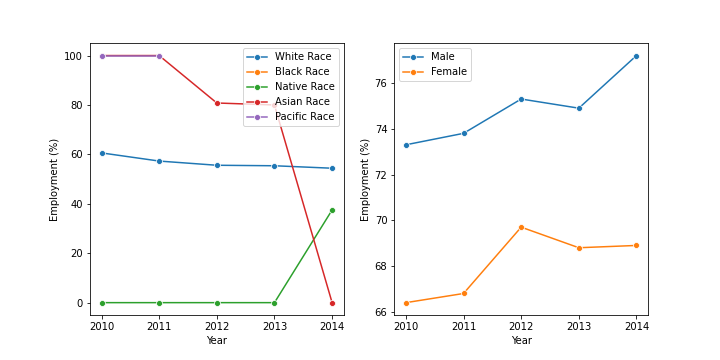 100
80
60
40
20
0
Employment (%)
2010 2011 2012 2013 2014
Year
White Race
Black Race
Native Race
Asian Race
Pacific Race
76
74
72
70
68
66
Employment (%)
2010 2011 2012 2013 2014
Year
Male
Female